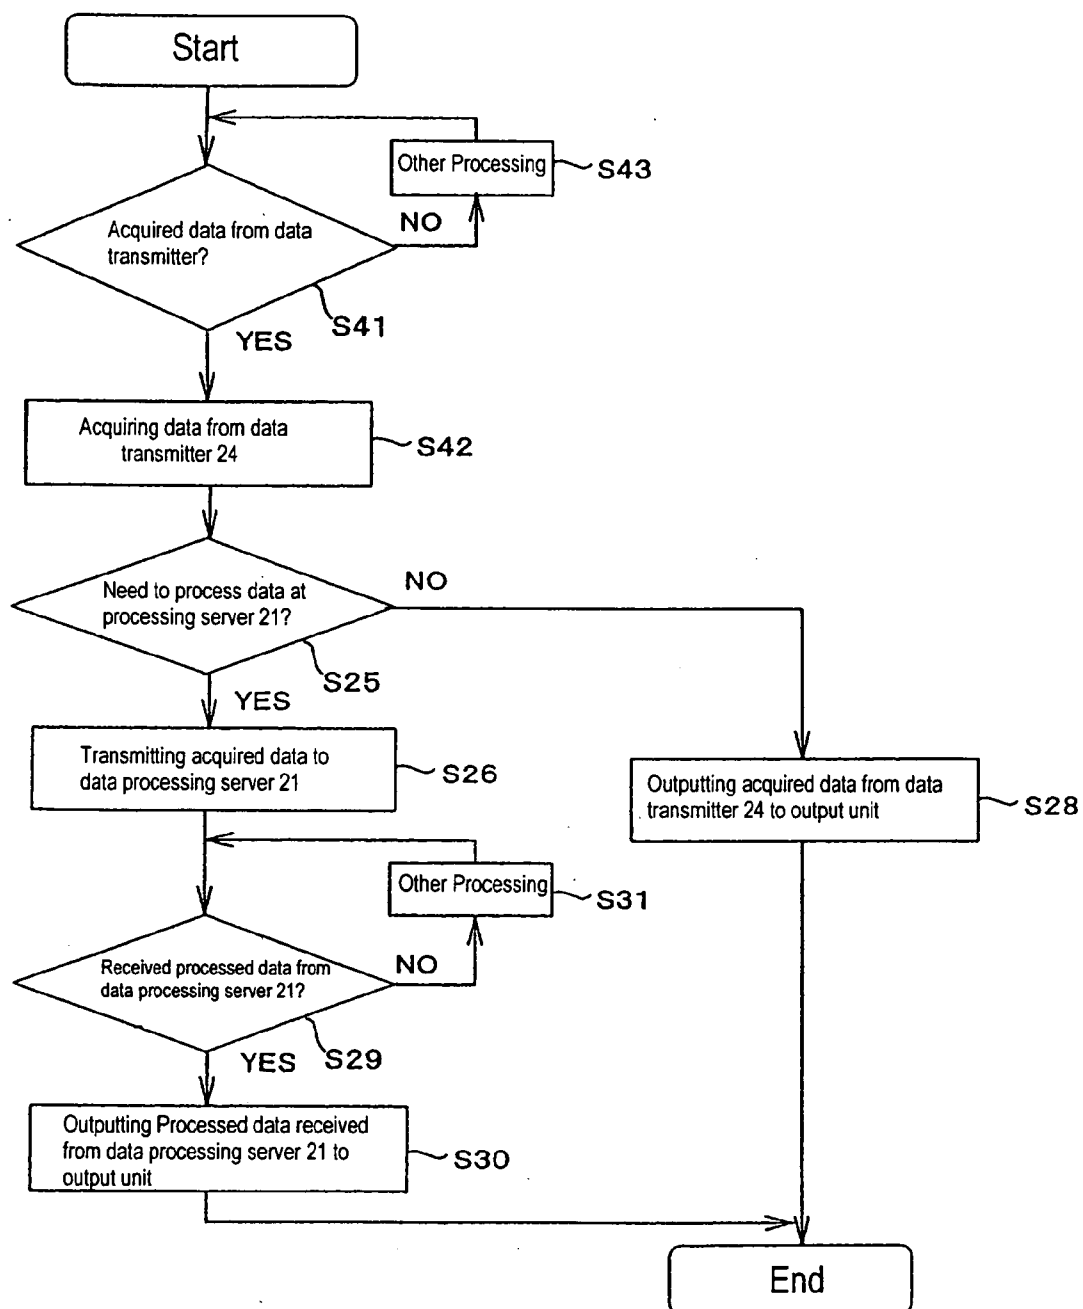 Start
Other Processing
S43
NO
Acquired data from data
transmitter?
S41
YES
Acquiring data from data
transmitter 24
S42
NO
Need to process data at
processing server 21?
S25
YES
Transmitting acquired data to
data processing server 21
S26
Outputting acquired data from data
transmitter 24 to output unit
S28
Other Processing
S31
NO
Received processed data from
data processing server 21?
S29
YES
Outputting Processed data received
from data processing server 21 to
output unit
S30
End